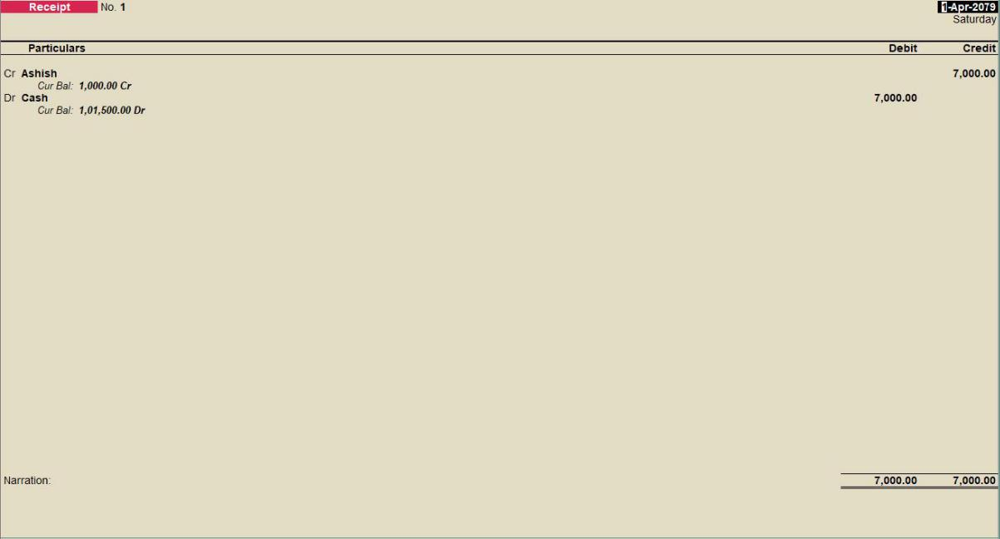 Receipt No. 1 1-Apr-2079
Saturday
Particulars Debit Credit
Cr Ashish 7,000.00
Cur Bal: 1,000.00 Cr
Dr Cash 7,000.00
Cur Bal: 1,01,500.00 Dr
Narration: 7,000.00 7,000.00